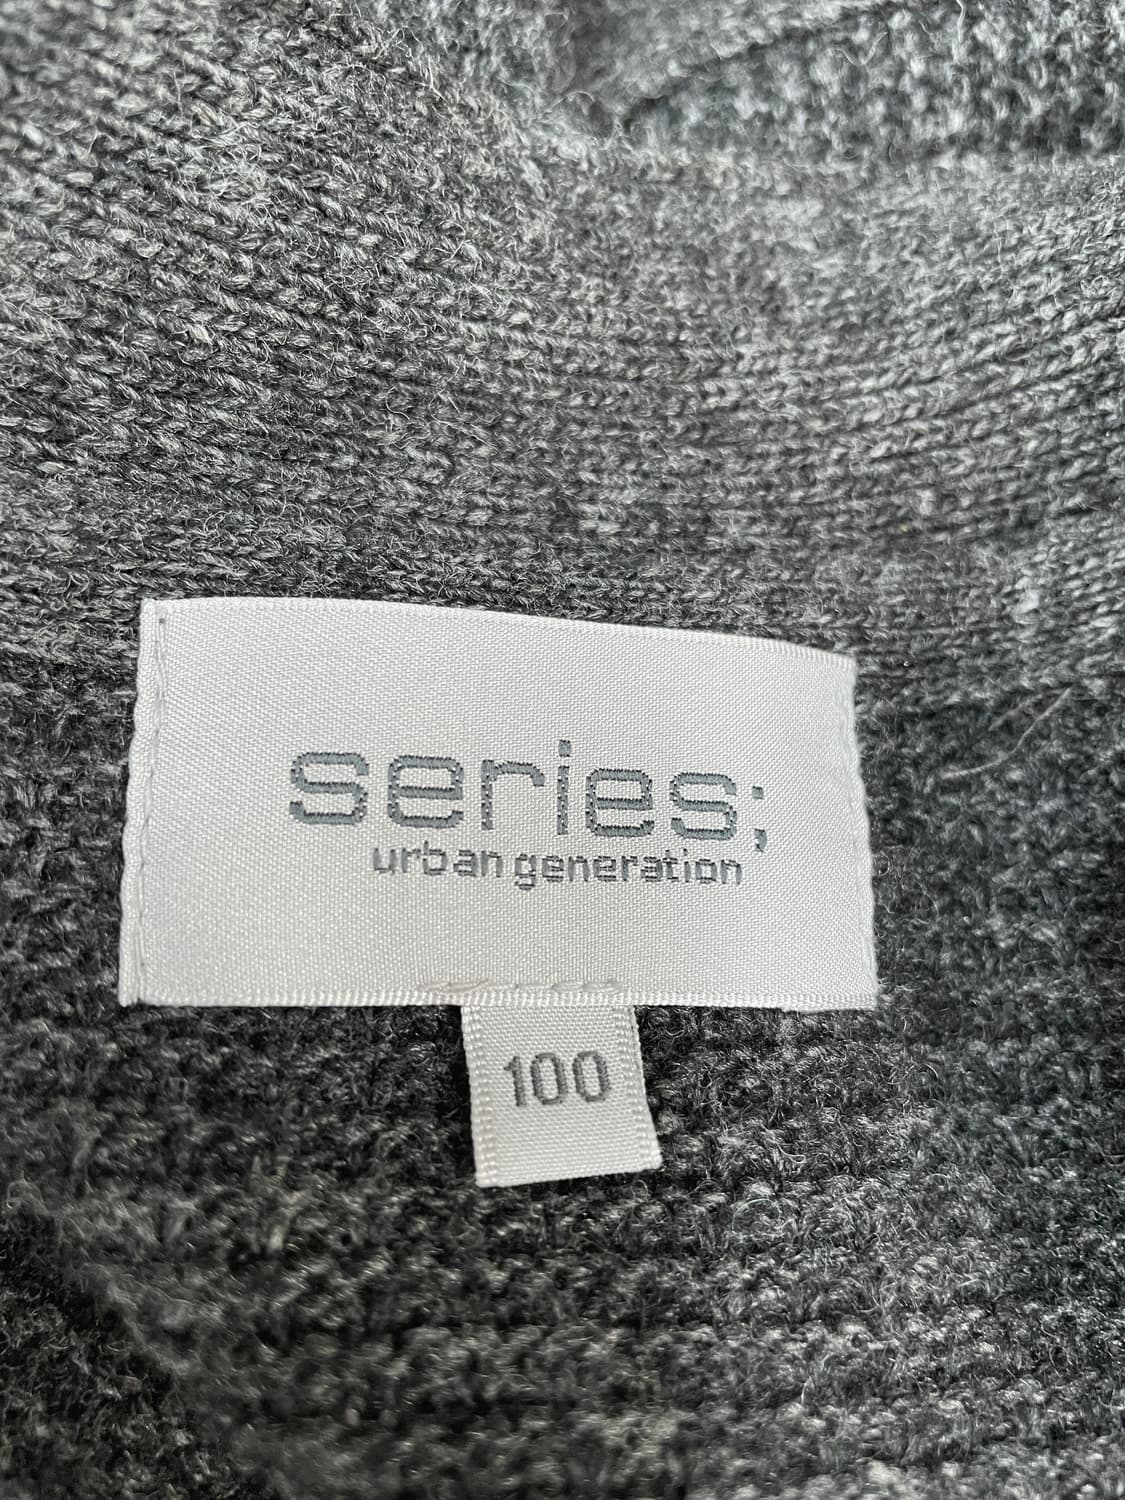 series;
urban generation
100